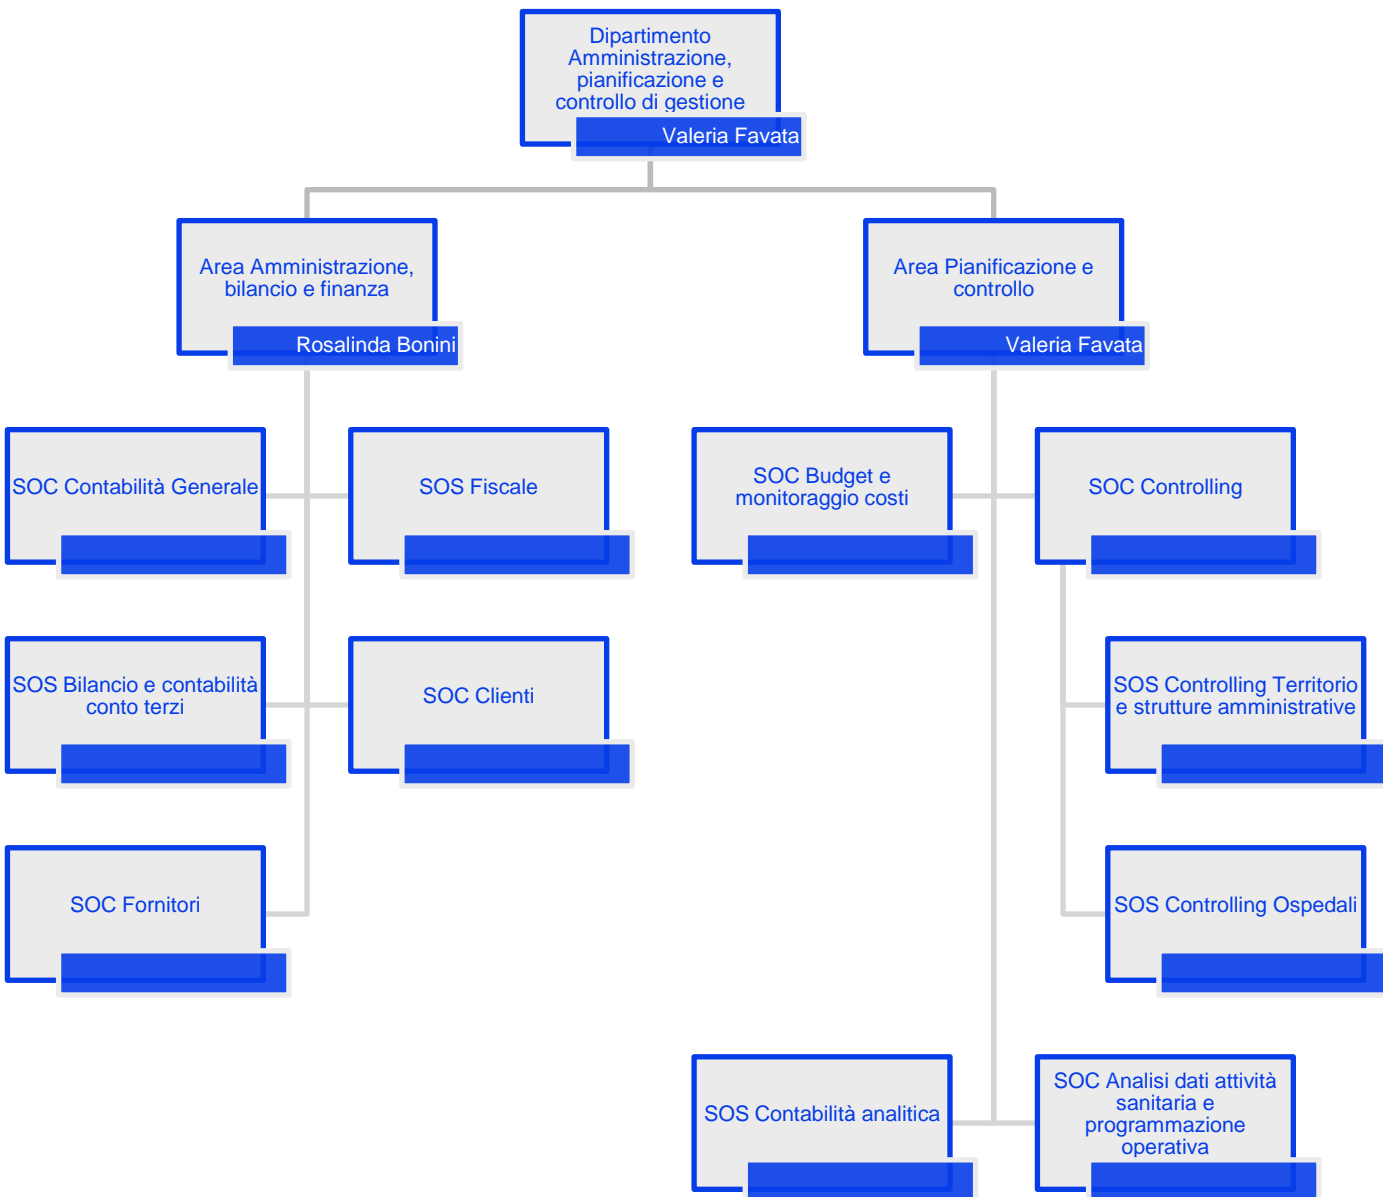 Dipartimento
Amministrazione,
pianificazione e
controllo di gestione
Valeria Favata
Area Amministrazione,
bilancio e finanza
Rosalinda Bonini
Area Pianificazione e
controllo
Valeria Favata
SOC Contabilità Generale
SOS Fiscale
SOC Budget e
monitoraggio costi
SOC Controlling
SOS Bilancio e contabilità
conto terzi
SOC Clienti
SOS Controlling Territorio
e strutture amministrative
SOC Fornitori
SOS Controlling Ospedali
SOS Contabilità analitica
SOC Analisi dati attività
sanitaria e
programmazione
operativa